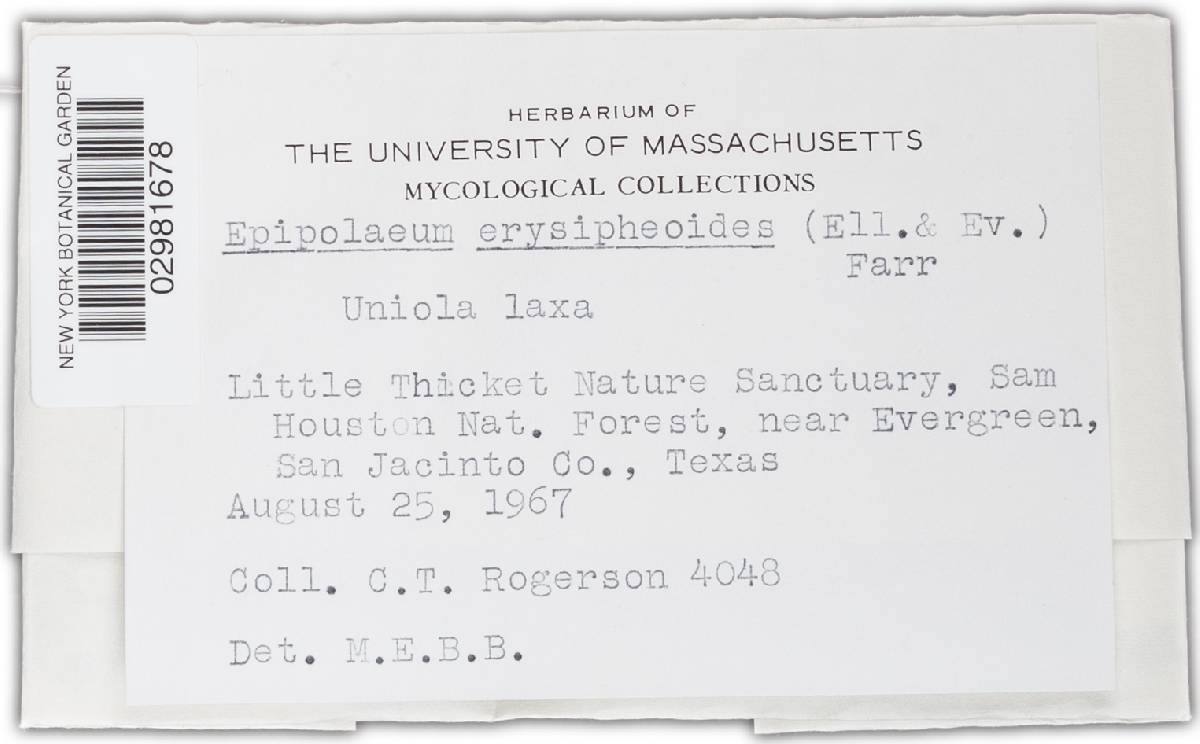 NEW YORK BOTANICAL GARDEN
02981678
HERBARIUM OF
THE UNIVERSITY OF MASSACHUSETTS
MYCOLOGICAL COLLECTIONS
Epipolaeum erysipheoides (Ell.& Ev.)
Farr
Uniola laxa
Little Thicket Nature Sanctuary, Sam
Houston Nat. Forest, near Evergreen,
San Jacinto Co., Texas
August 25, 1967
Coll. C.T. Rogerson 4048
Det. M.E.B.B.